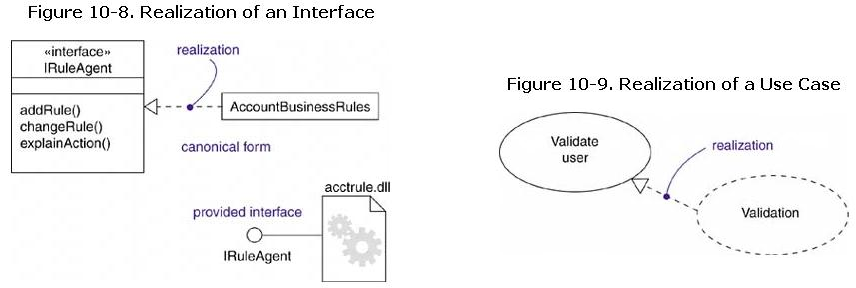 Figure 10-8. Realization of an Interface
«interface»
IRuleAgent
realization
addRule()
changeRule()
explainAction()
AccountBusinessRules
canonical form
acctrule.dll
provided interface
IRuleAgent
Figure 10-9. Realization of a Use Case
Validate
user
realization
Validation